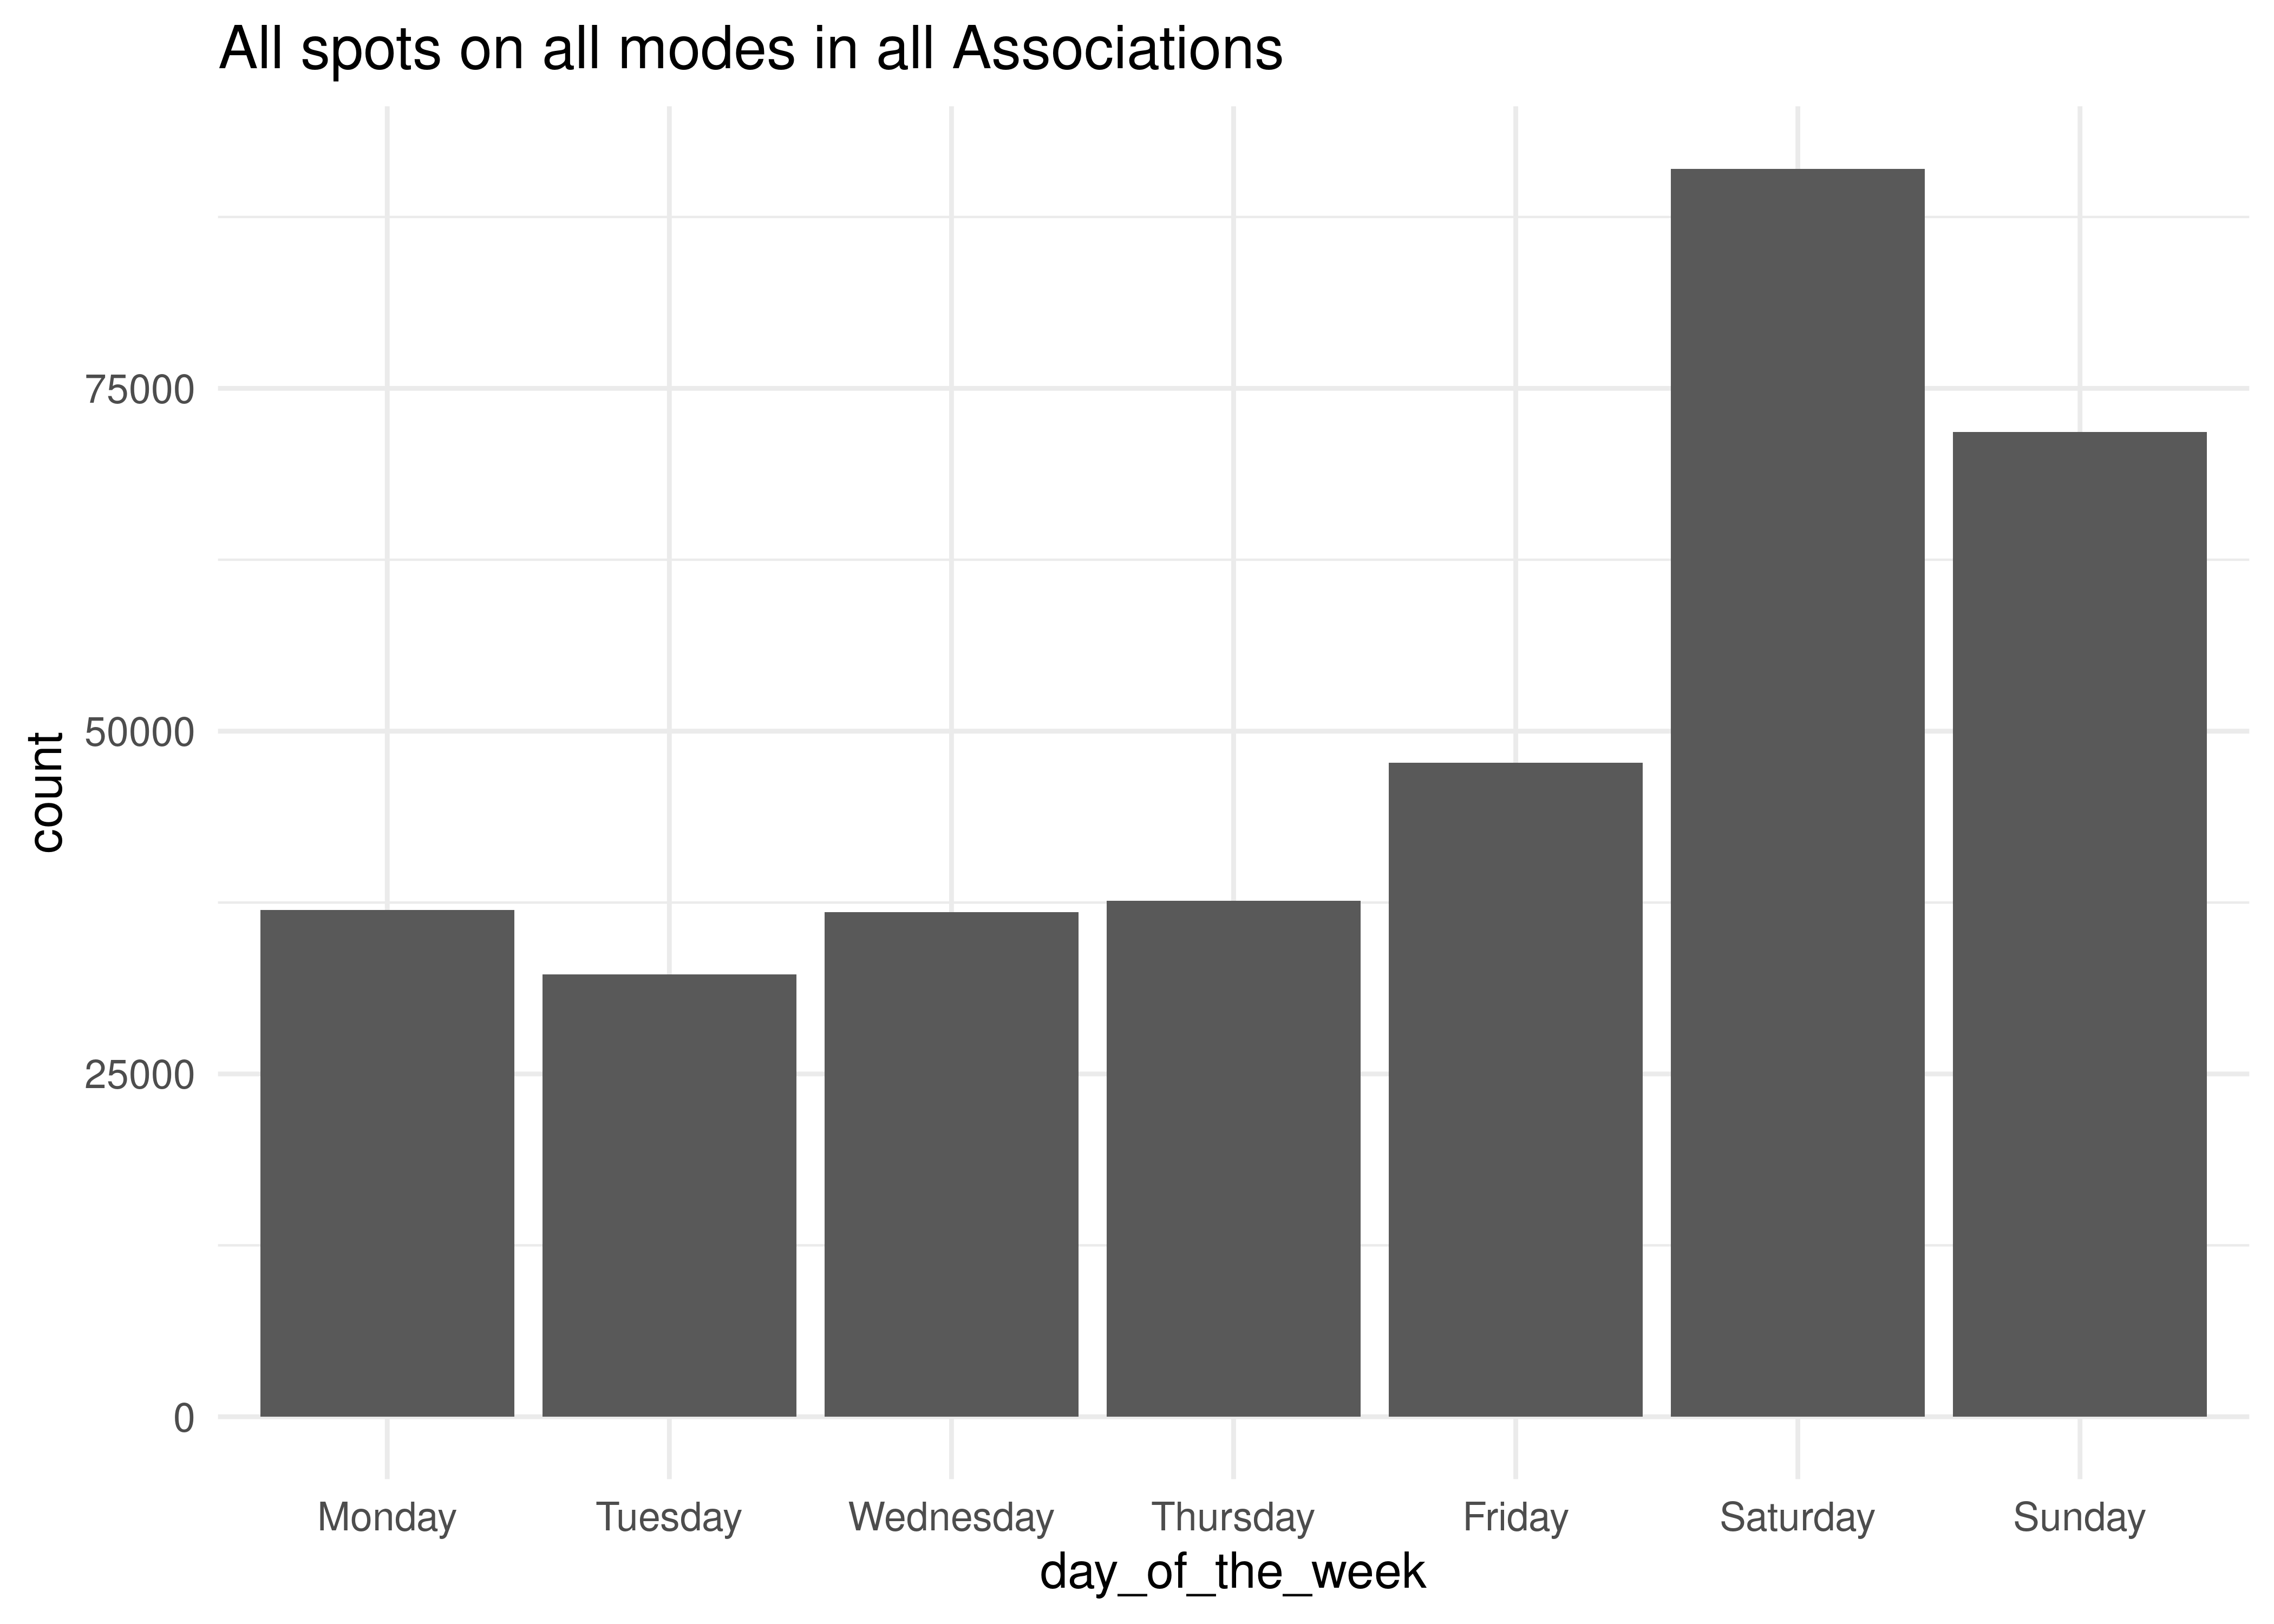 All spots on all modes in all Associations
count
75000
50000
25000
0
Monday Tuesday Wednesday Thursday Friday Saturday Sunday
day_of_the_week